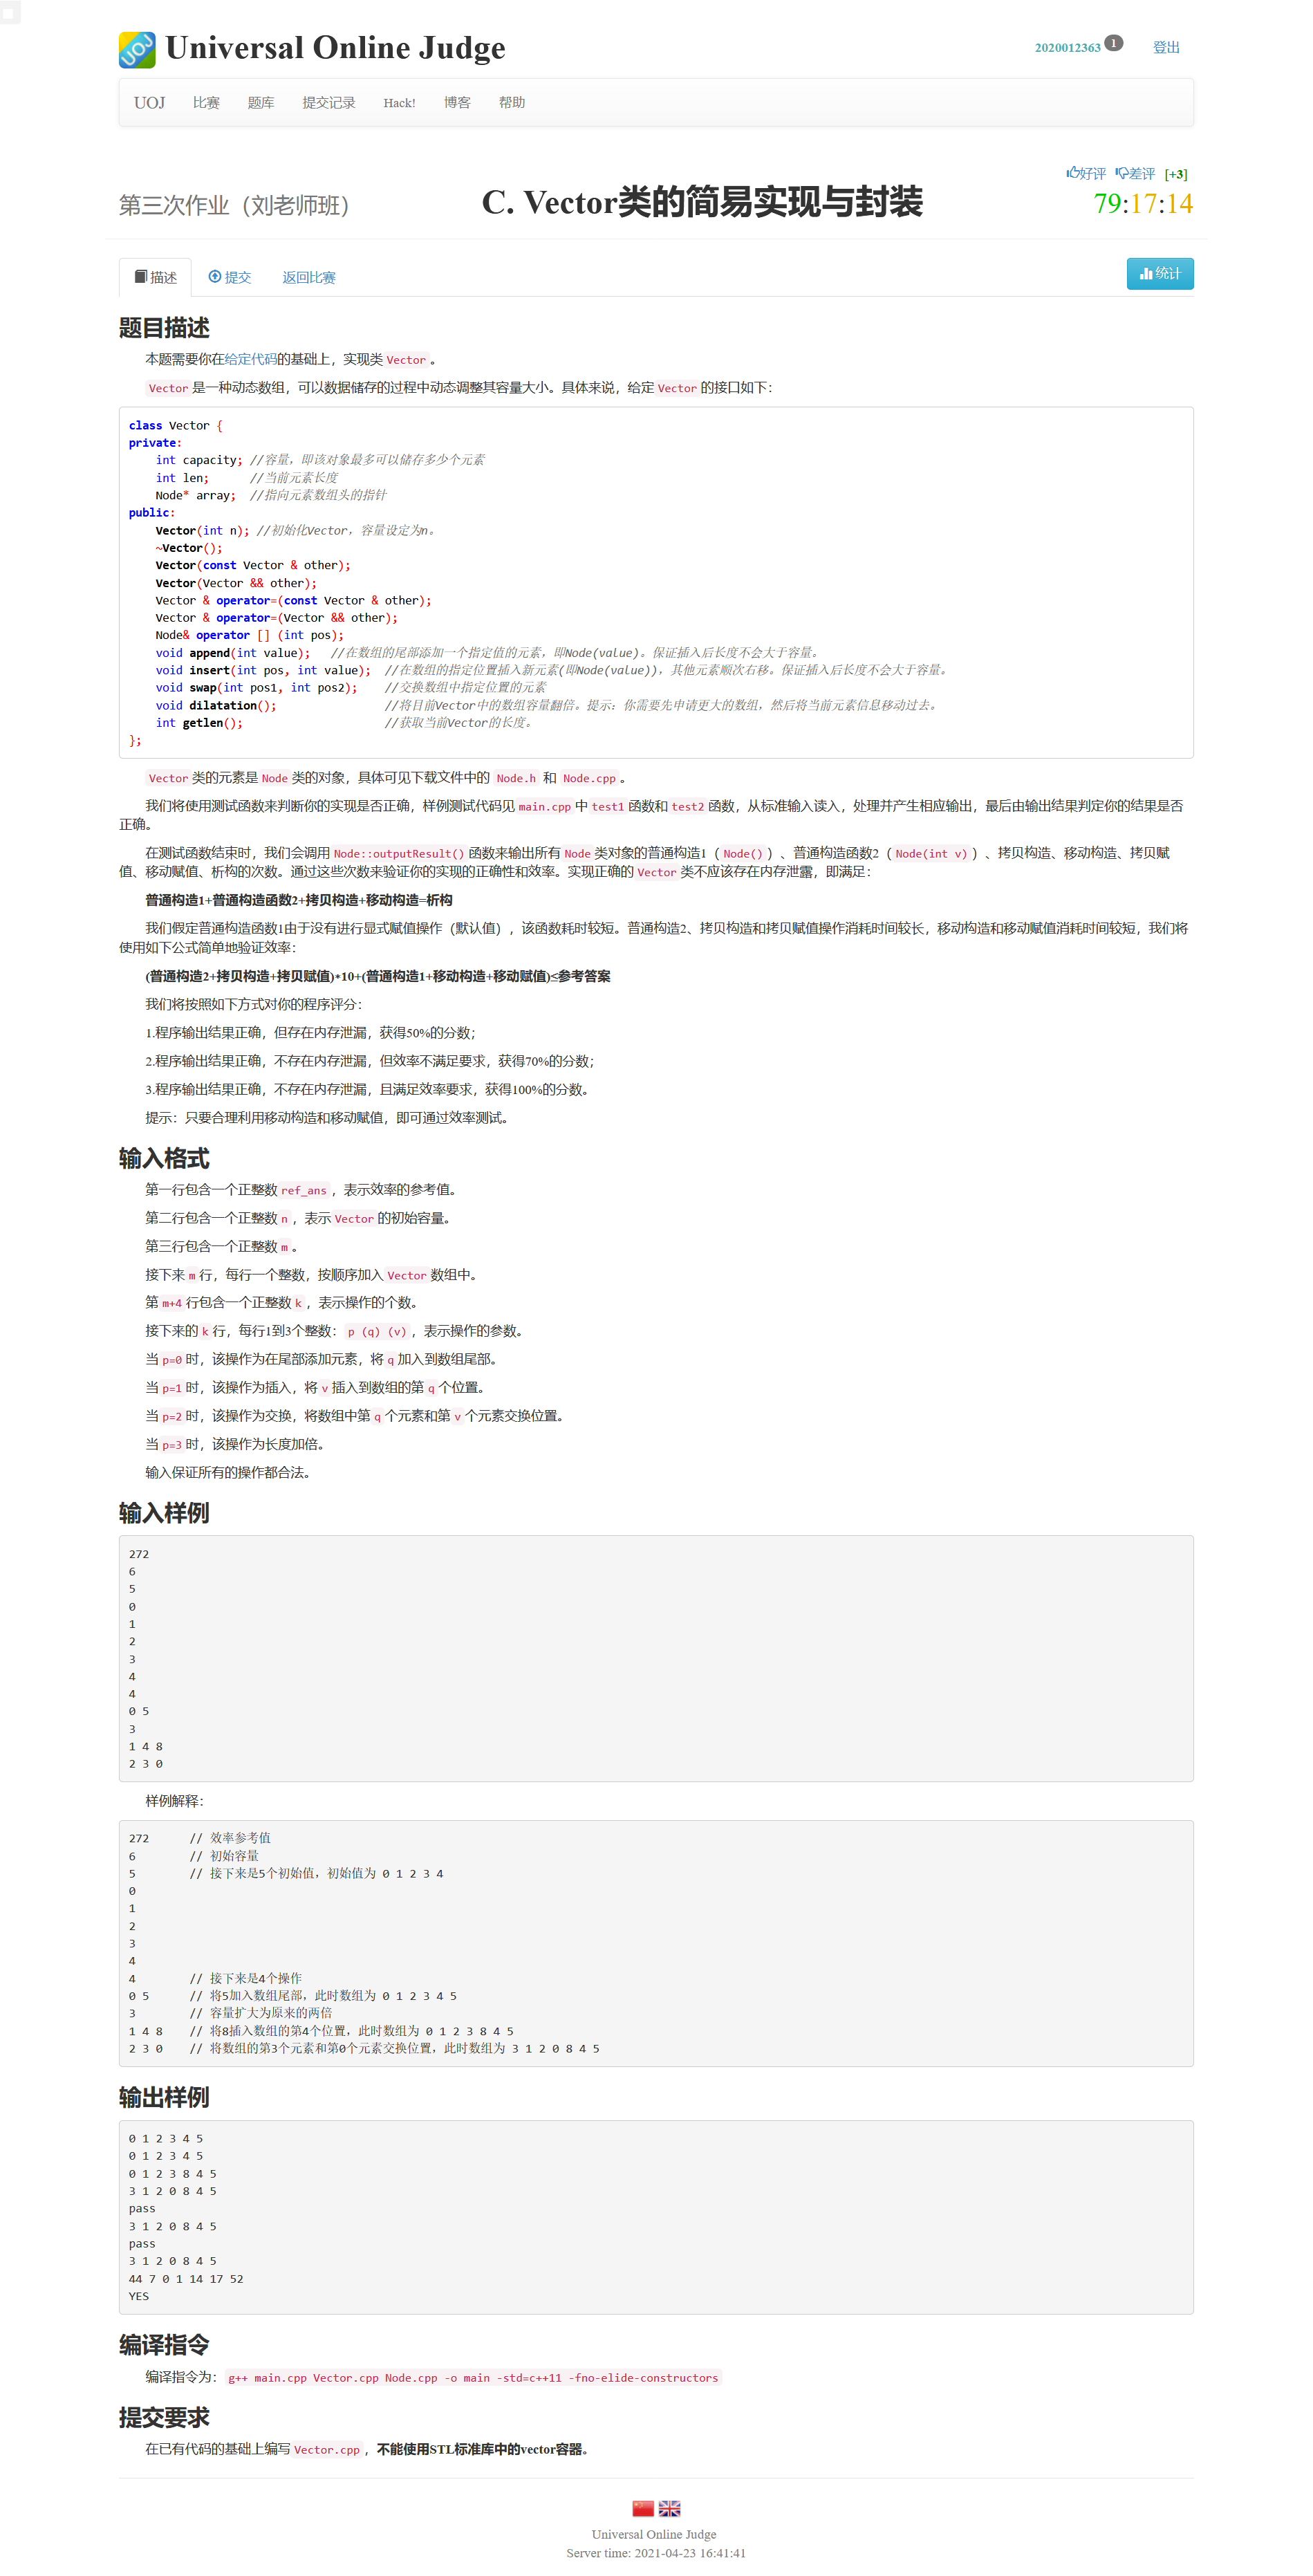 Universal Online Judge
2020012363 1 登出
UOJ 比赛 题库 提交记录 Hack! 博客 帮助
好评 差评 [+3]
第三次作业（刘老师班） C. Vector类的简易实现与封装 79:17:14
描述 提交 返回比赛 统计
题目描述
本题需要你在给定代码的基础上，实现类 Vector 。
Vector 是一种动态数组，可以数据储存的过程中动态调整其容量大小。具体来说，给定 Vector 的接口如下：
class Vector {
private:
    int capacity; //容量，即该对象最多可以储存多少个元素
    int len;      //当前元素长度
    Node* array;  //指向元素数组头的指针
public:
    Vector(int n); //初始化Vector，容量设定为n。
    ~Vector();
    Vector(const Vector & other);
    Vector(Vector && other);
    Vector & operator=(const Vector & other);
    Vector & operator=(Vector && other);
    Node& operator [] (int pos);
    void append(int value);   //在数组的尾部添加一个指定值的元素，即Node(value)。保证插入后长度不会大于容量。
    void insert(int pos, int value);  //在数组的指定位置插入新元素(即Node(value))，其他元素顺次右移。保证插入后长度不会大于容量。
    void swap(int pos1, int pos2);    //交换数组中指定位置的元素
    void dilatation();                //将目前Vector中的数组容量翻倍。提示：你需要先申请更大的数组，然后将当前元素信息移动过去。
    int getlen();                     //获取当前Vector的长度。
};
Vector 类的元素是 Node 类的对象，具体可见下载文件中的 Node.h 和 Node.cpp 。
我们将使用测试函数来判断你的实现是否正确，样例测试代码见 main.cpp 中 test1 函数和 test2 函数，从标准输入读入，处理并产生相应输出，最后由输出结果判定你的结果是否
正确。
在测试函数结束时，我们会调用 Node::outputResult() 函数来输出所有 Node 类对象的普通构造1（ Node() ）、普通构造函数2（ Node(int v) ）、拷贝构造、移动构造、拷贝赋
值、移动赋值、析构的次数。通过这些次数来验证你的实现的正确性和效率。实现正确的 Vector 类不应该存在内存泄露，即满足：
普通构造1+普通构造函数2+拷贝构造+移动构造=析构
我们假定普通构造函数1由于没有进行显式赋值操作（默认值），该函数耗时较短。普通构造2、拷贝构造和拷贝赋值操作消耗时间较长，移动构造和移动赋值消耗时间较短，我们将
使用如下公式简单地验证效率：
(普通构造2+拷贝构造+拷贝赋值)*10+(普通构造1+移动构造+移动赋值)≤参考答案
我们将按照如下方式对你的程序评分：
1.程序输出结果正确，但存在内存泄漏，获得50%的分数；
2.程序输出结果正确，不存在内存泄漏，但效率不满足要求，获得70%的分数；
3.程序输出结果正确，不存在内存泄漏，且满足效率要求，获得100%的分数。
提示：只要合理利用移动构造和移动赋值，即可通过效率测试。
输入格式
第一行包含一个正整数 ref_ans ，表示效率的参考值。
第二行包含一个正整数 n ，表示 Vector 的初始容量。
第三行包含一个正整数 m 。
接下来 m 行，每行一个整数，按顺序加入 Vector 数组中。
第 m+4 行包含一个正整数 k ，表示操作的个数。
接下来的 k 行，每行1到3个整数： p (q) (v) ，表示操作的参数。
当 p=0 时，该操作为在尾部添加元素，将 q 加入到数组尾部。
当 p=1 时，该操作为插入，将 v 插入到数组的第 q 个位置。
当 p=2 时，该操作为交换，将数组中第 q 个元素和第 v 个元素交换位置。
当 p=3 时，该操作为长度加倍。
输入保证所有的操作都合法。
输入样例
272
6
5
0
1
2
3
4
4
0 5
3
1 4 8
2 3 0
样例解释：
272      // 效率参考值
6        // 初始容量
5        // 接下来是5个初始值，初始值为 0 1 2 3 4
0
1
2
3
4
4        // 接下来是4个操作
0 5      // 将5加入数组尾部，此时数组为 0 1 2 3 4 5
3        // 容量扩大为原来的两倍
1 4 8    // 将8插入数组的第4个位置，此时数组为 0 1 2 3 8 4 5
2 3 0    // 将数组的第3个元素和第0个元素交换位置，此时数组为 3 1 2 0 8 4 5
输出样例
0 1 2 3 4 5
0 1 2 3 4 5
0 1 2 3 8 4 5
3 1 2 0 8 4 5
pass
3 1 2 0 8 4 5
pass
3 1 2 0 8 4 5
44 7 0 1 14 17 52
YES
编译指令
编译指令为： g++ main.cpp Vector.cpp Node.cpp -o main -std=c++11 -fno-elide-constructors
提交要求
在已有代码的基础上编写 Vector.cpp ，不能使用STL标准库中的vector容器。
Universal Online Judge
Server time: 2021-04-23 16:41:41